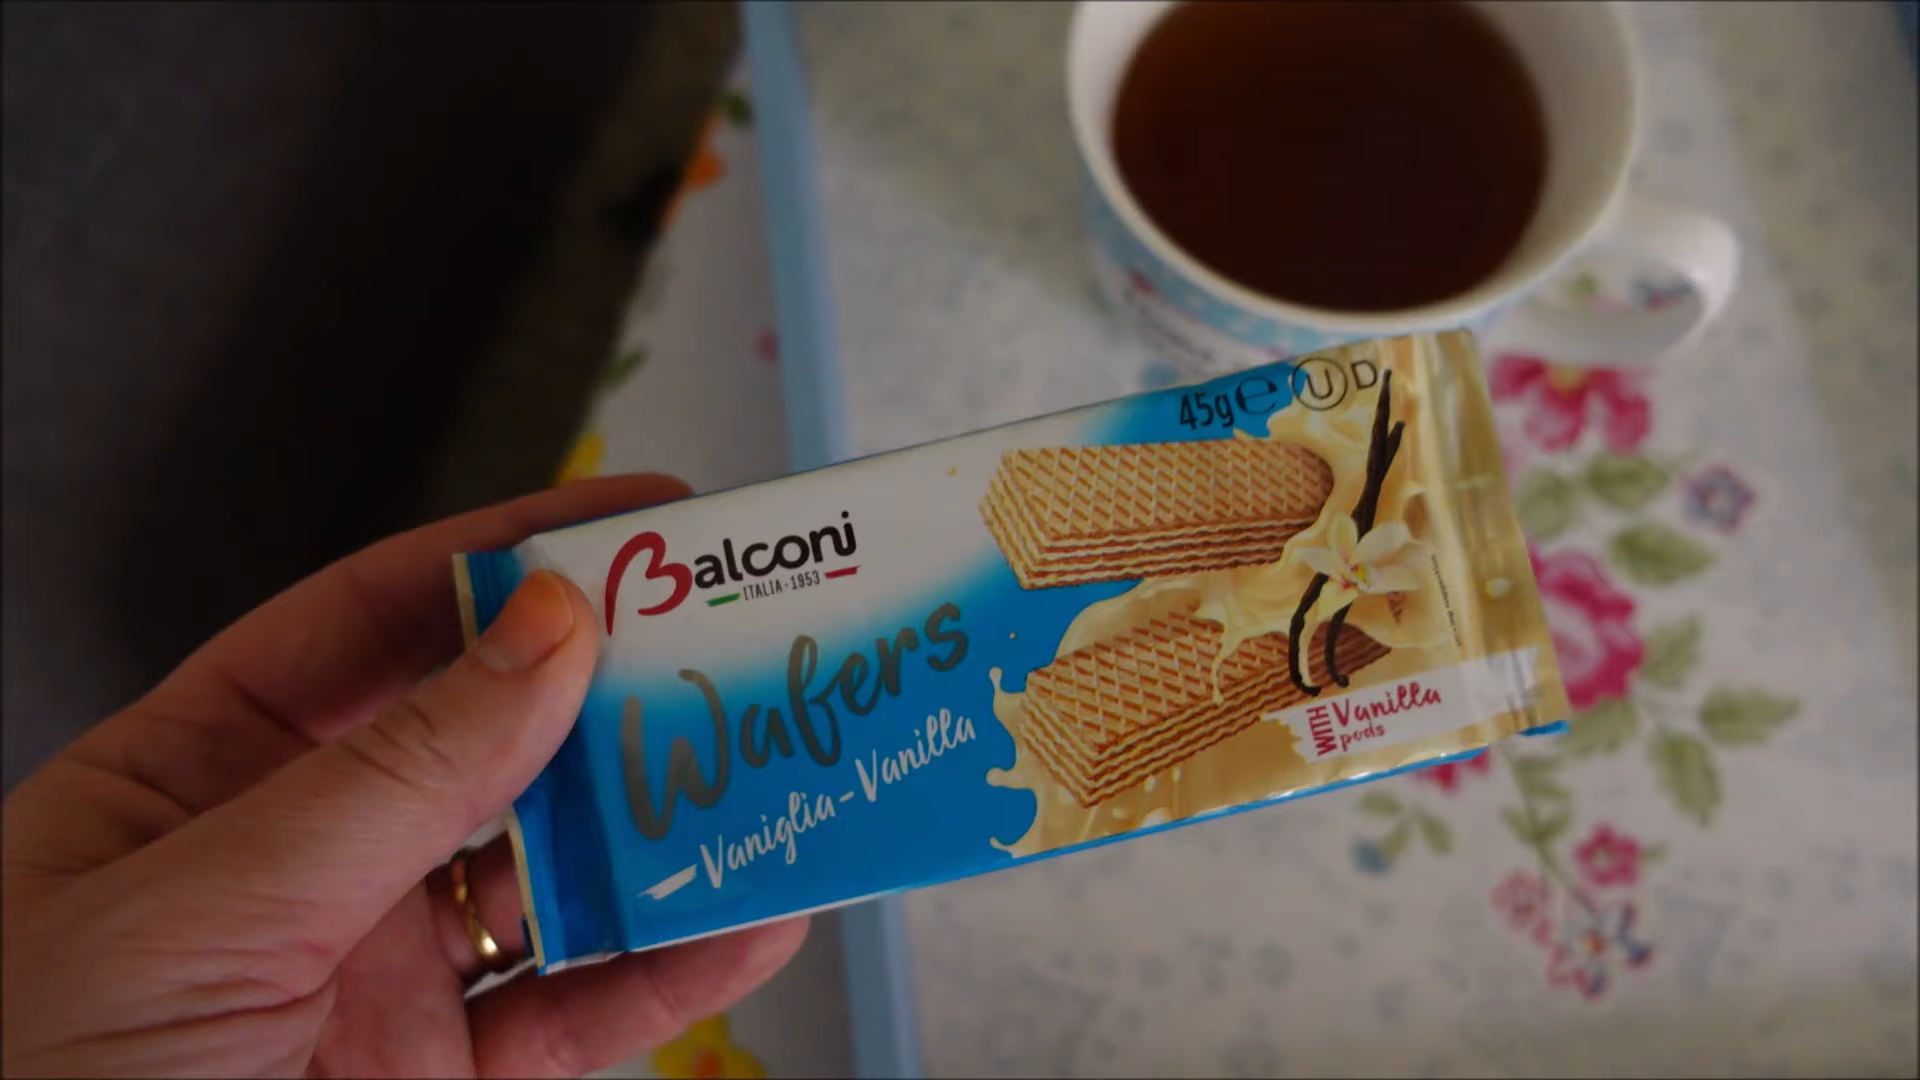 45g e U D
Balconi
ITALIA-1953
Wafers
Vaniglia-Vanilla
WITH Vanilla
pods